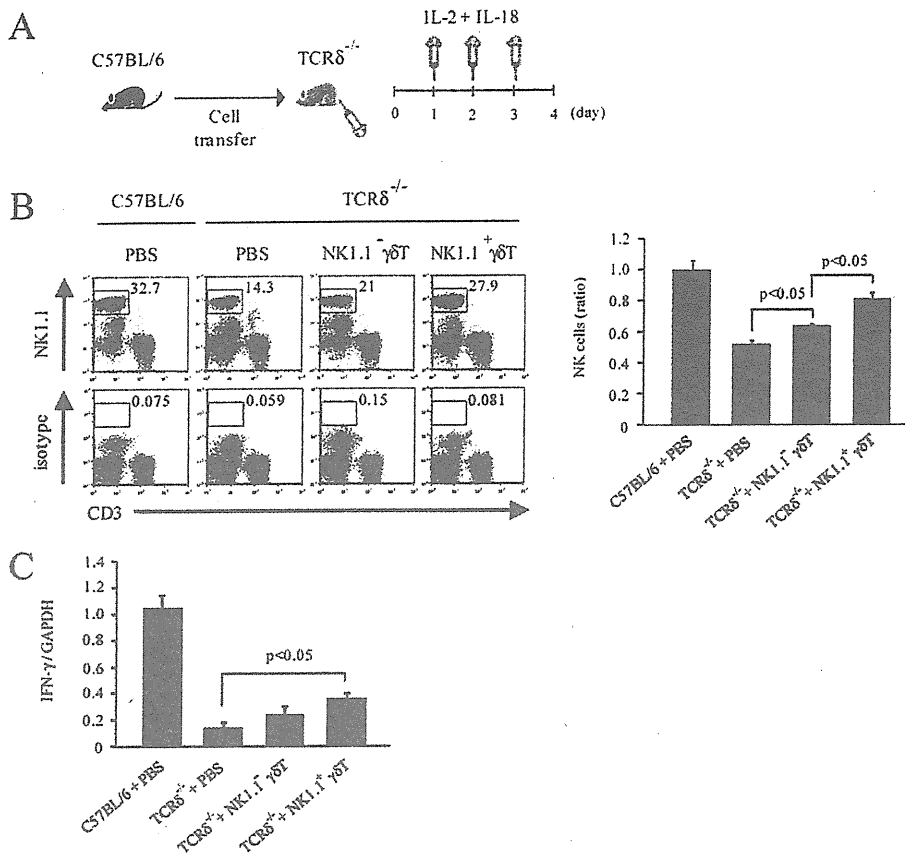 A
IL-2 + IL-18
C57BL/6
TCRδ-/-
Cell
transfer
0 1 2 3 4 (day)
B
C57BL/6 TCRδ-/-
PBS PBS NK1.1-γδT NK1.1+γδT
NK1.1
32.7 14.3 21 27.9
isotype
0.075 0.059 0.15 0.081
CD3
NK cells (ratio)
1.2
1.0
0.8
0.6
0.4
0.2
0
p<0.05
p<0.05
C57BL/6 + PBS
TCRδ-/- + PBS
TCRδ-/- + NK1.1- γδT
TCRδ-/- + NK1.1+ γδT
C
IFN-γ / GAPDH
1.4
1.2
1.0
0.8
0.6
0.4
0.2
0
p<0.05
C57BL/6 + PBS
TCRδ-/- + PBS
TCRδ-/- + NK1.1- γδT
TCRδ-/- + NK1.1+ γδT